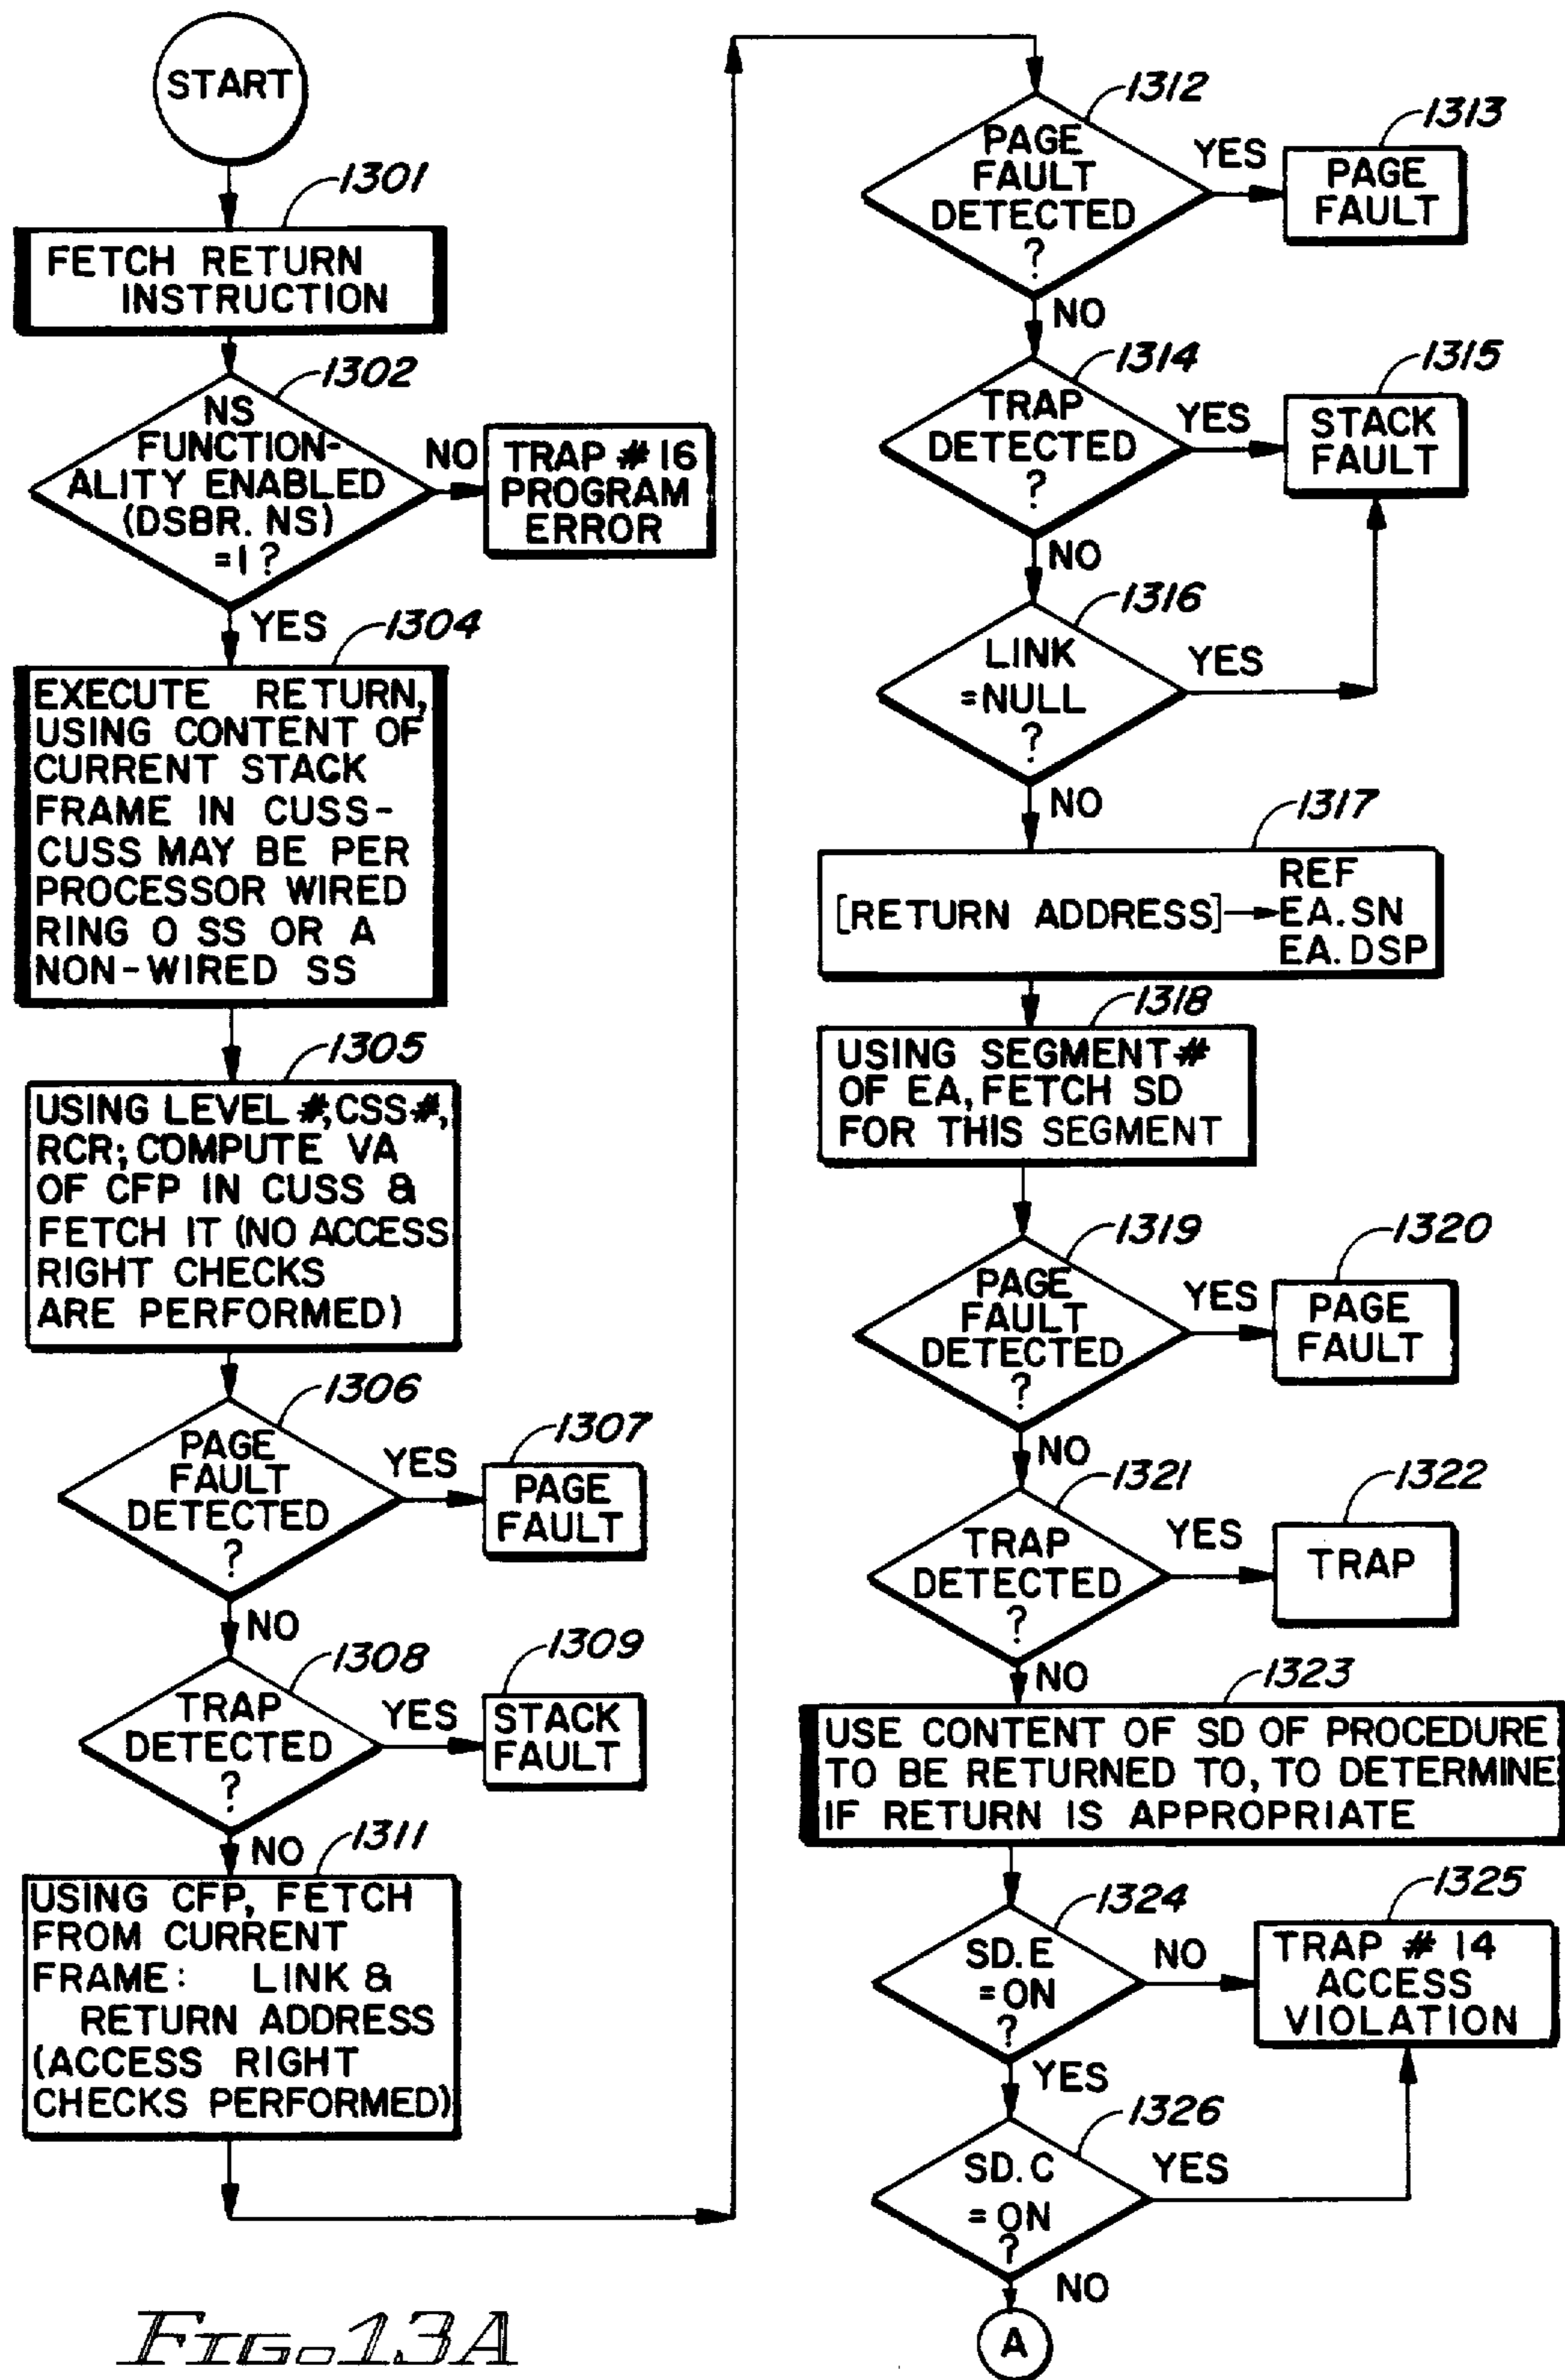 START
1301
FETCH RETURN
INSTRUCTION
1302
NS
FUNCTION-
ALITY ENABLED
(DSBR. NS)
=1 ?
NO
TRAP # 16
PROGRAM
ERROR
YES
1304
EXECUTE RETURN,
USING CONTENT OF
CURRENT STACK
FRAME IN CUSS-
CUSS MAY BE PER
PROCESSOR WIRED
RING 0 SS OR A
NON-WIRED SS
1305
USING LEVEL #, CSS#,
RCR; COMPUTE VA
OF CFP IN CUSS &
FETCH IT (NO ACCESS
RIGHT CHECKS
ARE PERFORMED)
1306
PAGE
FAULT
DETECTED
?
YES
1307
PAGE
FAULT
NO
1308
TRAP
DETECTED
?
YES
1309
STACK
FAULT
NO
1311
USING CFP, FETCH
FROM CURRENT
FRAME: LINK &
RETURN ADDRESS
(ACCESS RIGHT
CHECKS PERFORMED)
1312
PAGE
FAULT
DETECTED
?
YES
1313
PAGE
FAULT
NO
1314
TRAP
DETECTED
?
YES
1315
STACK
FAULT
NO
1316
LINK
=NULL
?
YES
NO
1317
[RETURN ADDRESS]
REF
EA.SN
EA.DSP
1318
USING SEGMENT #
OF EA, FETCH SD
FOR THIS SEGMENT
1319
PAGE
FAULT
DETECTED
?
YES
1320
PAGE
FAULT
NO
1321
TRAP
DETECTED
?
YES
1322
TRAP
NO
1323
USE CONTENT OF SD OF PROCEDURE
TO BE RETURNED TO, TO DETERMINE
IF RETURN IS APPROPRIATE
1324
SD.E
=ON
?
NO
1325
TRAP # 14
ACCESS
VIOLATION
YES
1326
SD.C
=ON
?
YES
NO
A
FIG. 13A